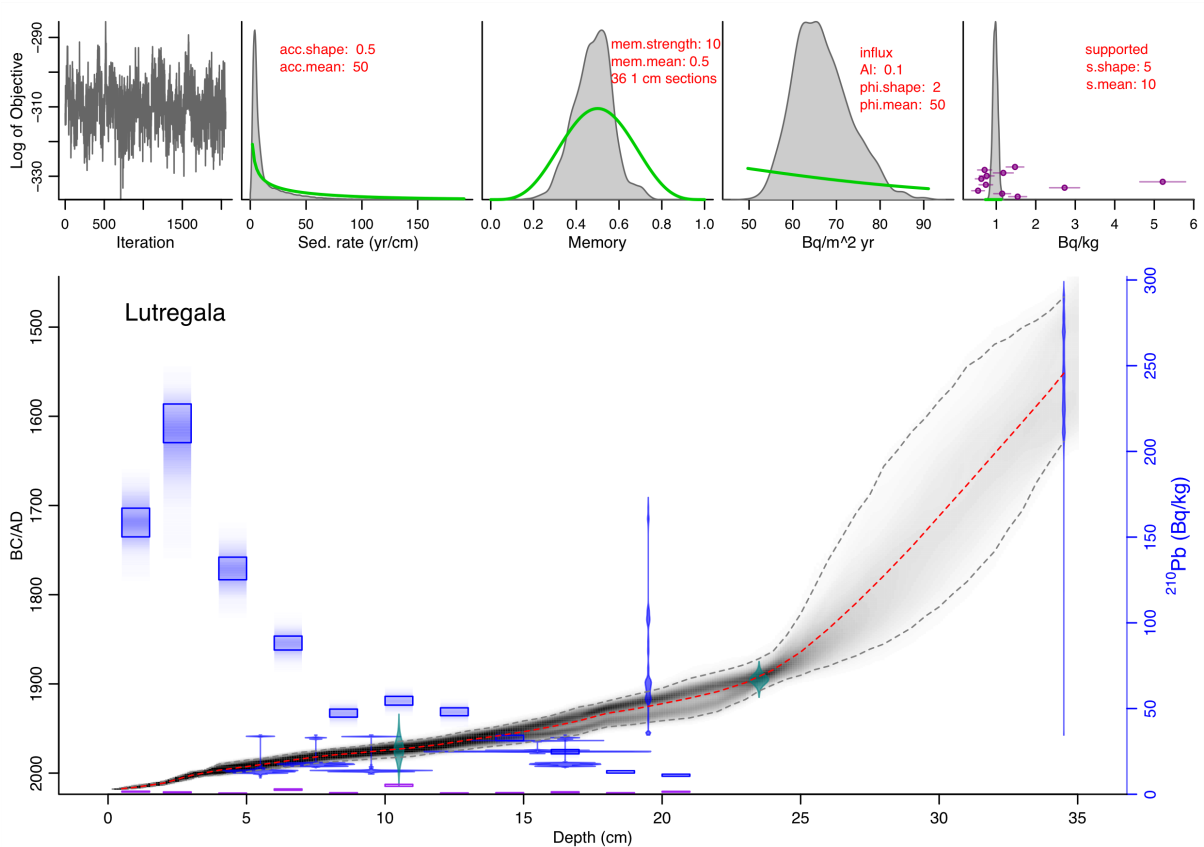 Log of Objective
-290
-310
-330
0 500 1500
Iteration
acc.shape: 0.5
acc.mean: 50
0 50 100 150
Sed. rate (yr/cm)
mem.strength: 10
mem.mean: 0.5
36 1 cm sections
0.0 0.2 0.4 0.6 0.8 1.0
Memory
influx
Al: 0.1
phi.shape: 2
phi.mean: 50
50 60 70 80 90
Bq/m^2 yr
supported
s.shape: 5
s.mean: 10
1 2 3 4 5 6
Bq/kg
Lutregala
BC/AD
1500
1600
1700
1800
1900
2000
0 5 10 15 20 25 30 35
Depth (cm)
300
250
200
150
100
50
0
210Pb (Bq/kg)